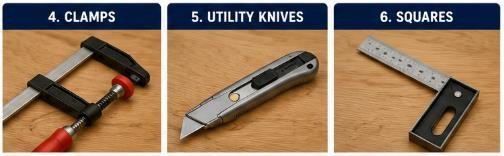 4. CLAMPS
5. UTILITY KNIVES
6. SQUARES